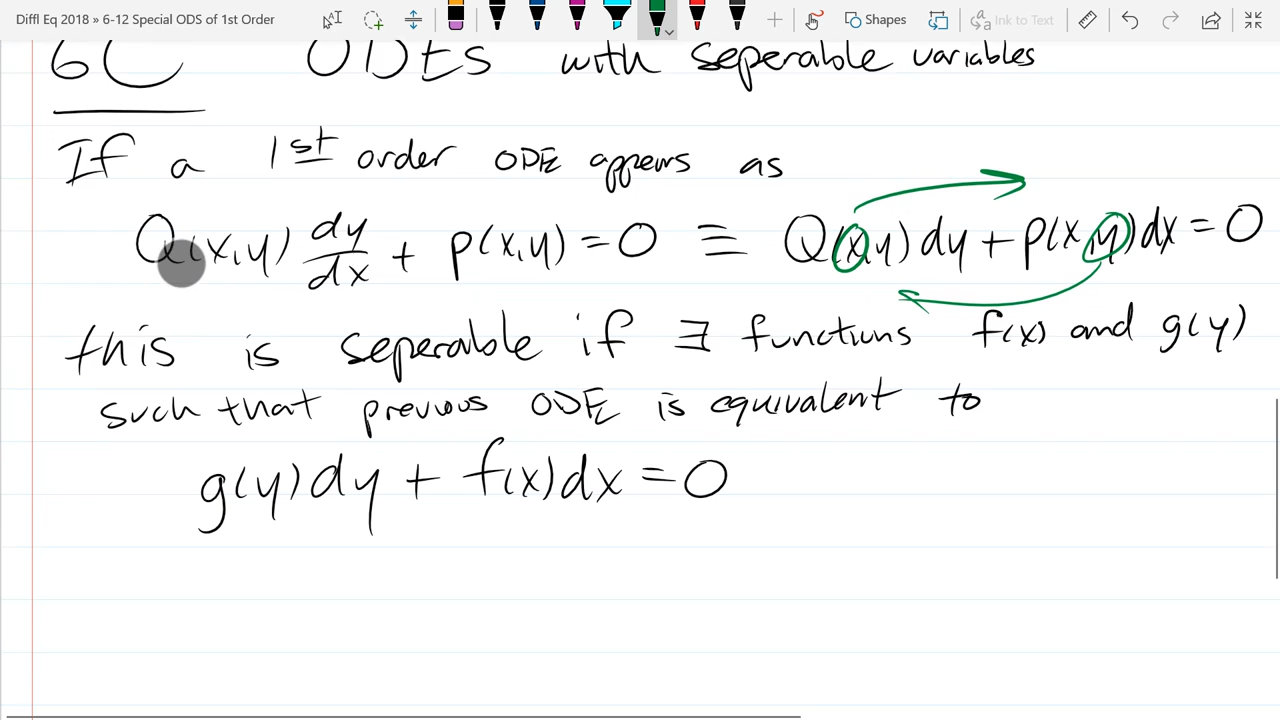 Diffl Eq 2018 » 6-12 Special ODS of 1st Order
Shapes
Ink to Text
6C ODEs with seperable variables
If a 1st order ODE appears as
Q(x,y) dy/dx + p(x,y) = 0 ≡ Q(x,y)dy + p(x,y)dx = 0
this is seperable if ∃ functions f(x) and g(y)
such that previous ODE is equivalent to
g(y)dy + f(x)dx = 0